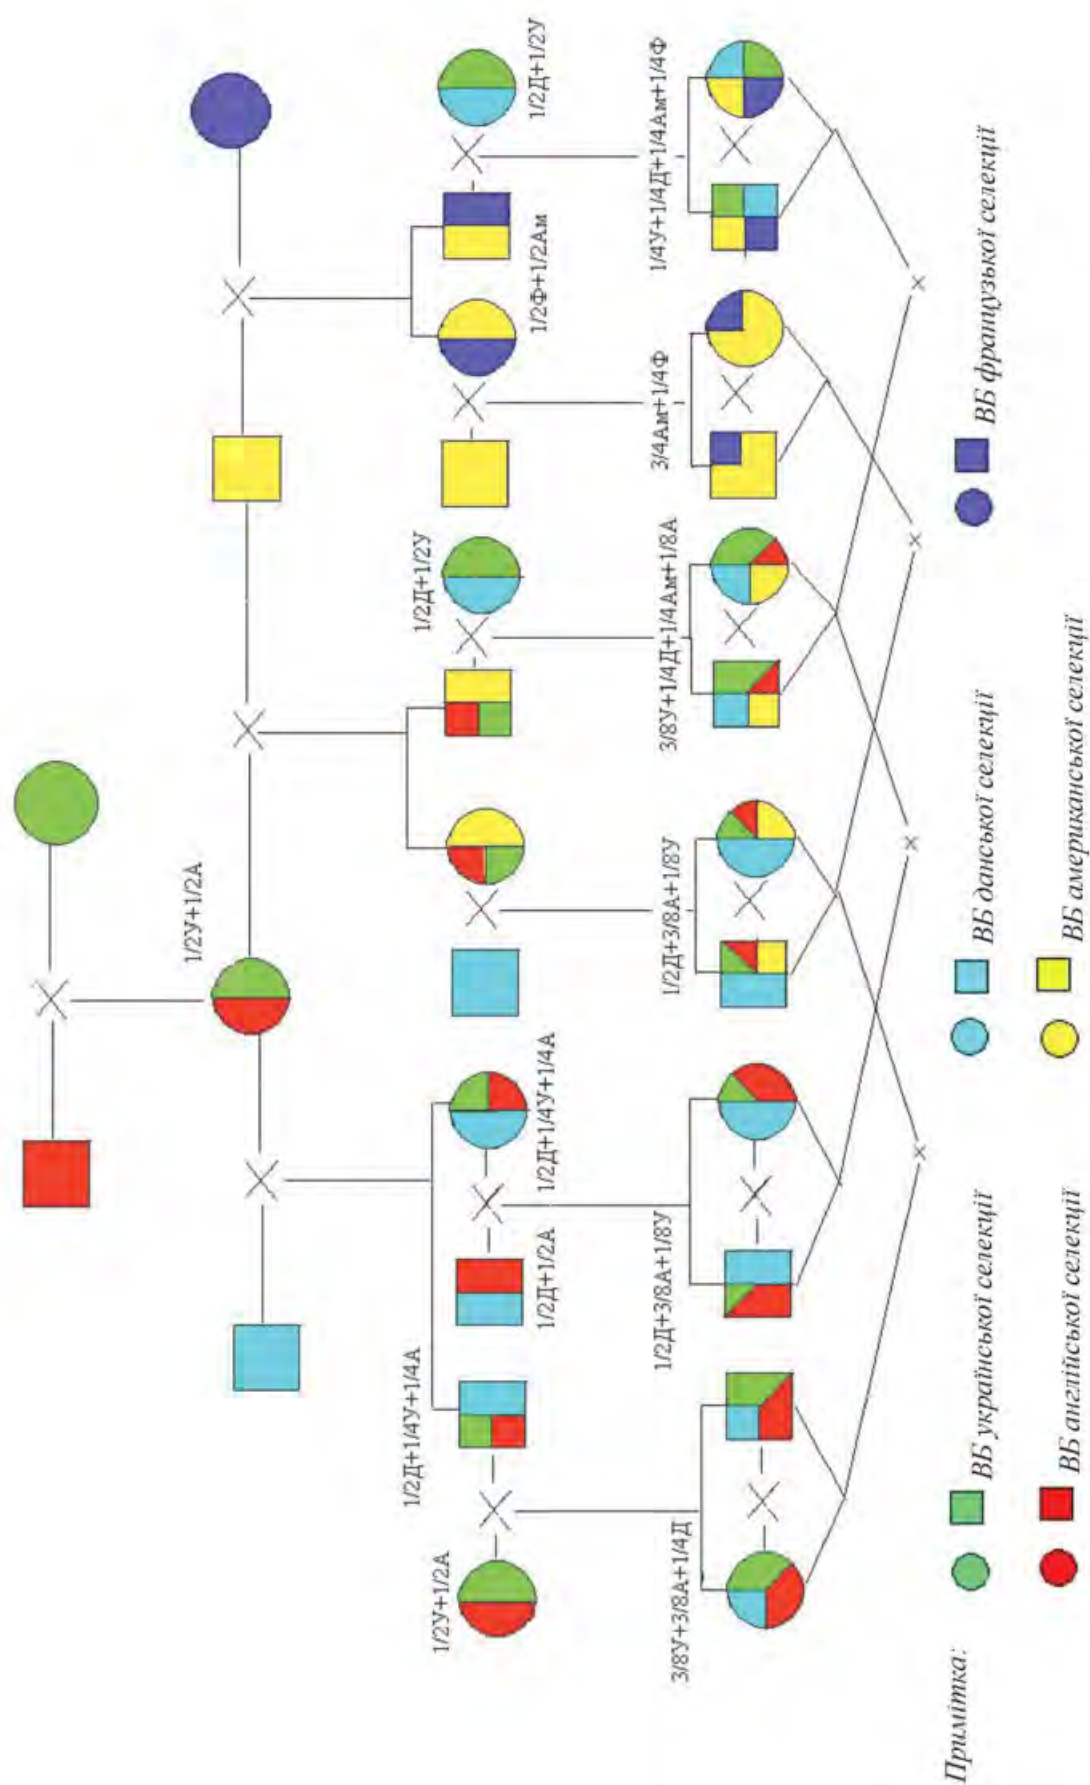 1/2У+1/2А
1/2Д+1/4У+1/4А
1/2У+1/2А
1/2Д+1/2А
1/2Д+1/4У+1/4А
1/2Д+1/2У
1/2Ф+1/2Ам
1/2Д+1/2У
3/8У+3/8А+1/4Д
1/2Д+3/8А+1/8У
1/2Д+3/8А+1/8У
3/8У+1/4Д+1/4Ам+1/8А
3/4Ам+1/4Ф
1/4У+1/4Д+1/4Ам+1/4Ф
Примітка:
ВБ української селекції
ВБ данської селекції
ВБ французької селекції
ВБ англійської селекції
ВБ американської селекції